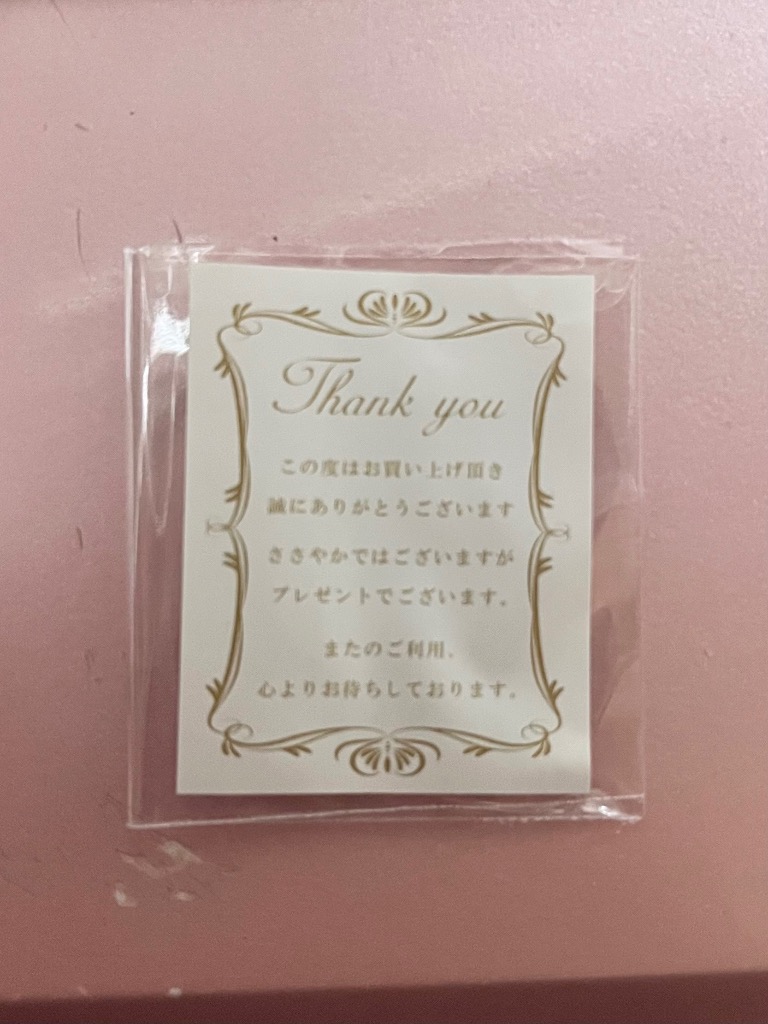 Thank you
この度はお買い上げ頂き
誠にありがとうございます
ささやかではございますが
プレゼントでございます。
またのご利用、
心よりお待ちしております。